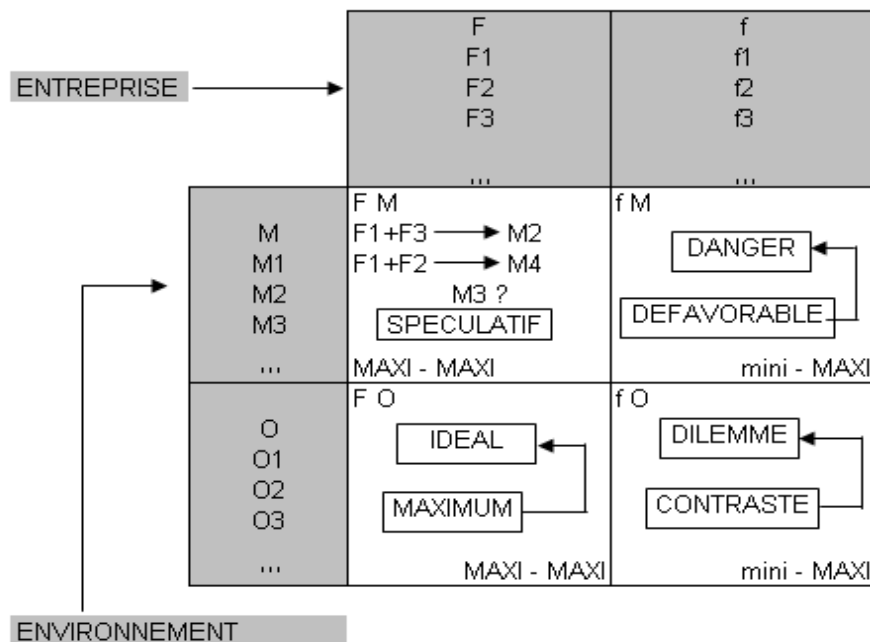 F
F1
F2
F3
...
f
f1
f2
f3
...
ENTREPRISE
M
M1
M2
M3
...
F M
F1+F3 M2
F1+F2 M4
M3 ?
SPECULATIF
MAXI - MAXI
f M
DANGER
DEFAVORABLE
mini - MAXI
O
O1
O2
O3
...
F O
IDEAL
MAXIMUM
MAXI - MAXI
f O
DILEMME
CONTRASTE
mini - MAXI
ENVIRONNEMENT